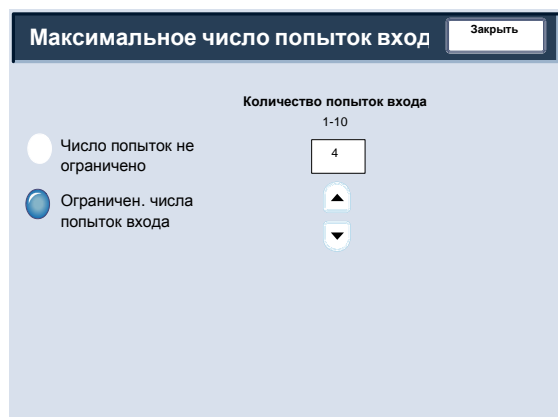 Максимальное число попыток вход
Закрыть
Количество попыток входа
1-10
4
Число попыток не
ограничено
Ограничен. числа
попыток входа